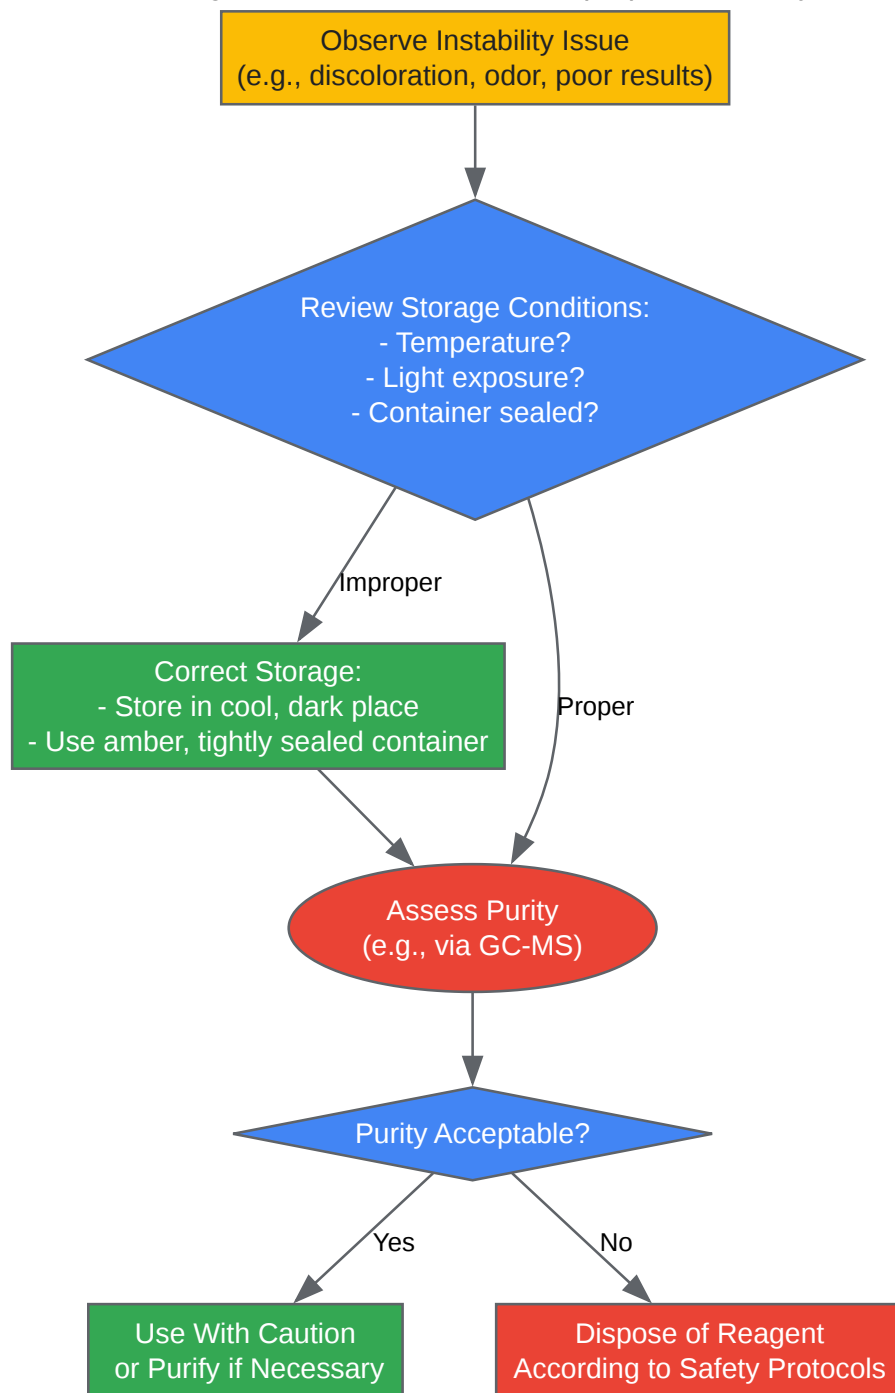 Observe Instability Issue
(e.g., discoloration, odor, poor results)
Review Storage Conditions:
- Temperature?
- Light exposure?
- Container sealed?
Improper
Proper
Correct Storage:
- Store in cool, dark place
- Use amber, tightly sealed container
Assess Purity
(e.g., via GC-MS)
Purity Acceptable?
Yes
No
Use With Caution
or Purify if Necessary
Dispose of Reagent
According to Safety Protocols